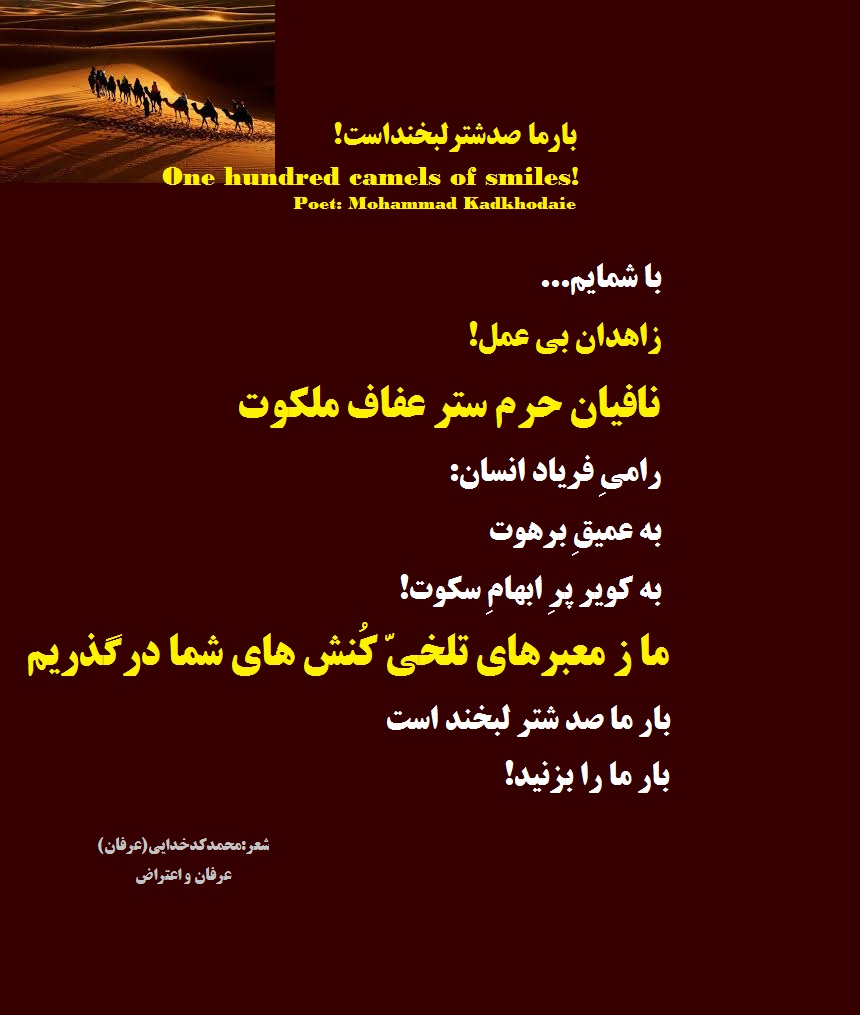 بارما صدشترلبخنداست!
One hundred camels of smiles!
Poet: Mohammad Kadkhodaie
با شمایم...
زاهدان بی عمل!
نافیان حرم ستر عفاف ملکوت
رامیِ فریاد انسان:
به عمیقِ برهوت
به کویر پرِ ابهامِ سکوت!
ما ز معبرهای تلخیّ کُنش های شما درگذریم
بار ما صد شتر لبخند است
بار ما را بزنید!
شعر:محمدکدخدایی(عرفان)
عرفان و اعتراض